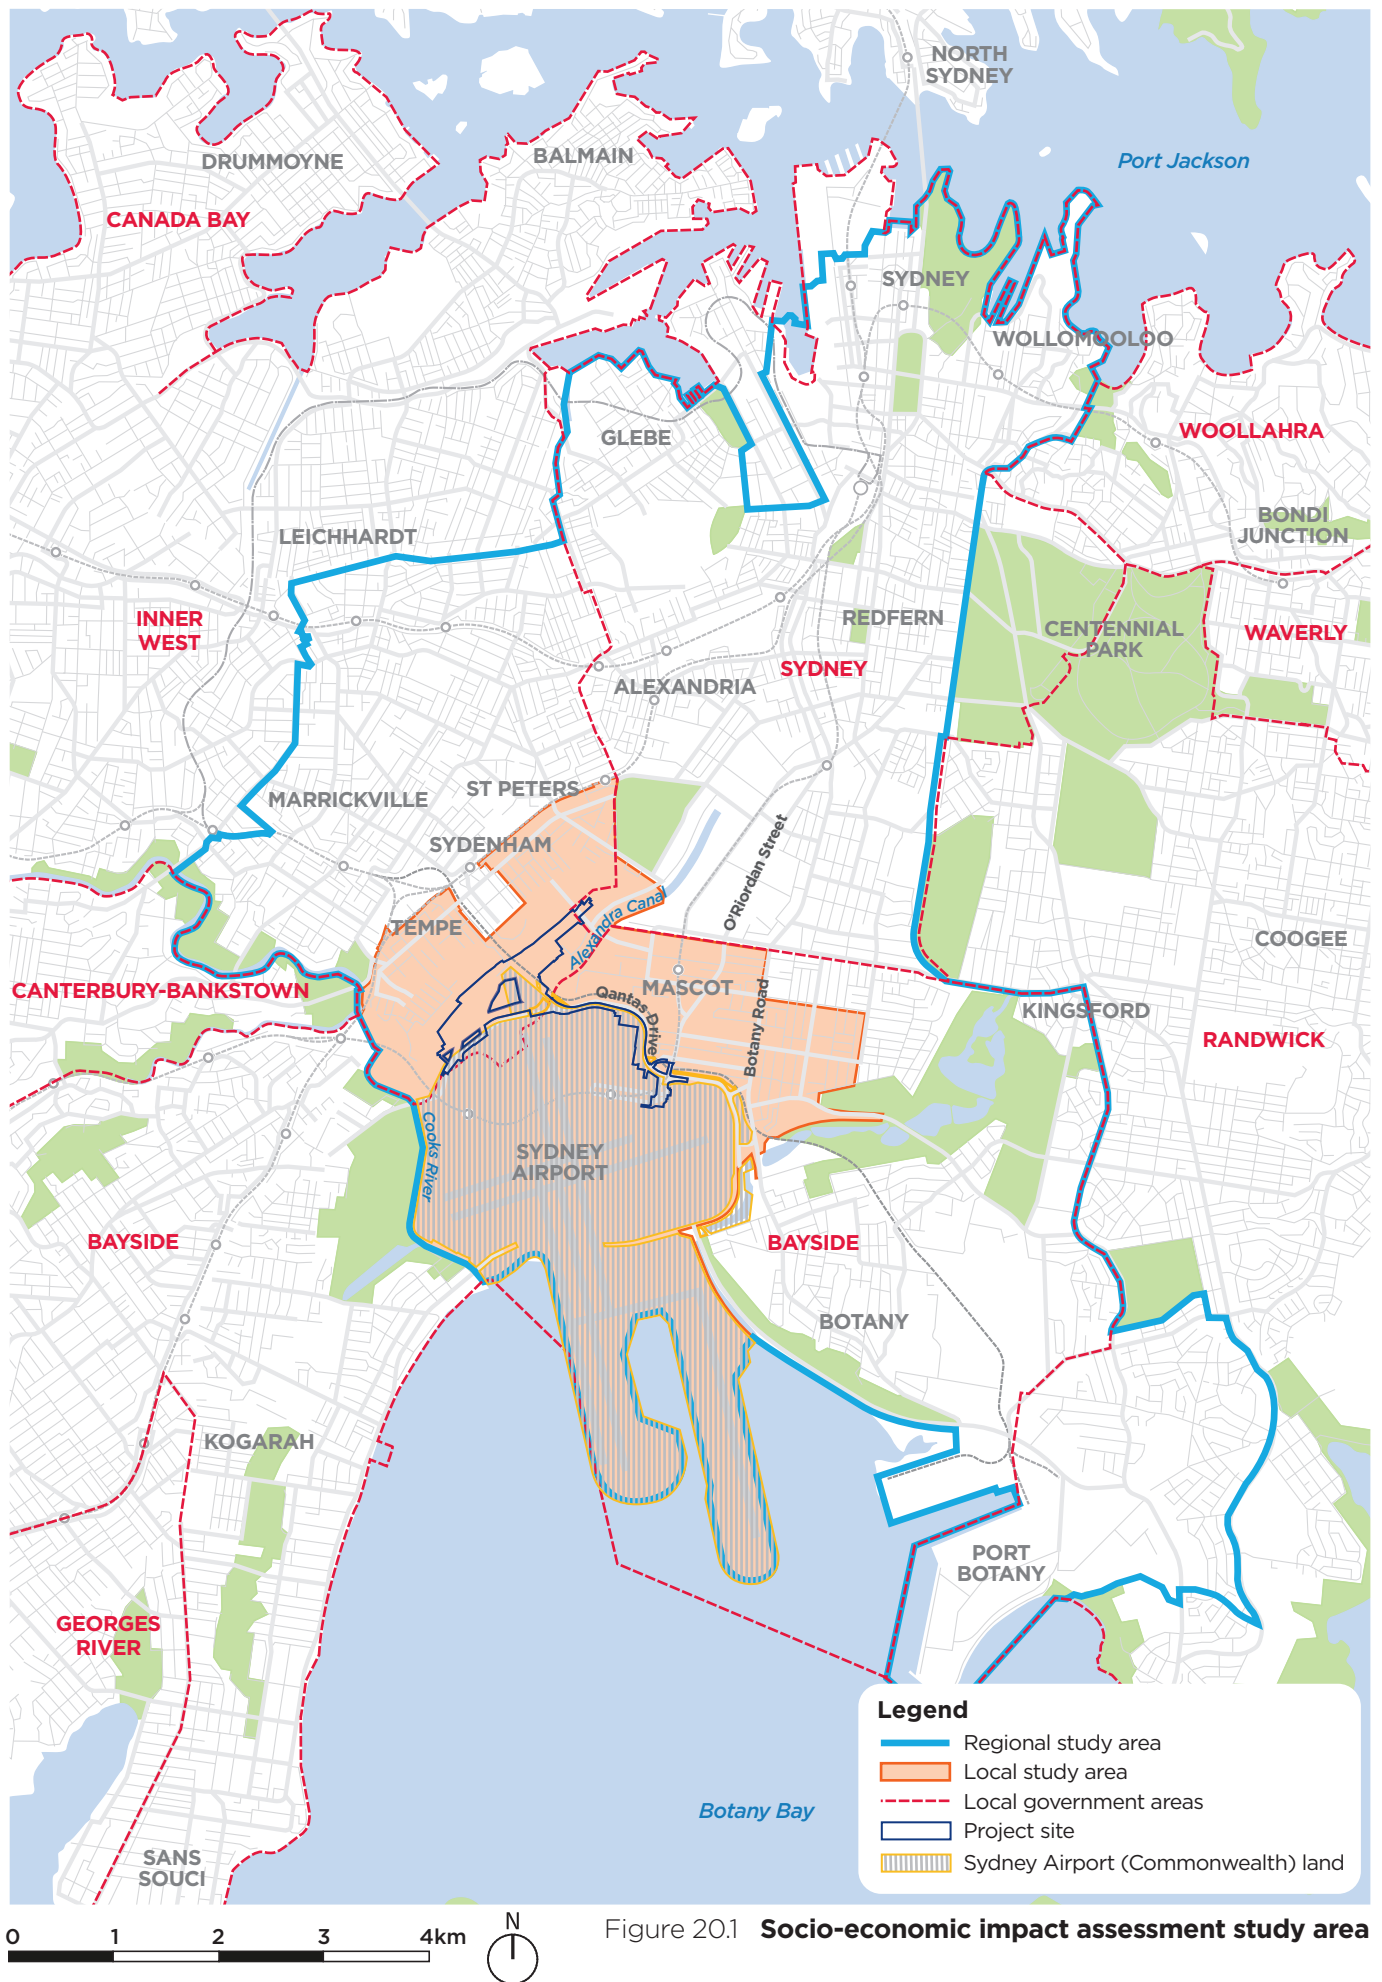 NORTH
SYDNEY
DRUMMOYNE
BALMAIN
Port Jackson
CANADA BAY
SYDNEY
WOLLOMOOLOO
GLEBE
WOOLLAHRA
LEICHHARDT
BONDI
JUNCTION
INNER
WEST
REDFERN
CENTENNIAL
PARK
WAVERLY
SYDNEY
ALEXANDRIA
ST PETERS
MARRICKVILLE
SYDENHAM
O'Riordan Street
Alexandra Canal
TEMPE
COOGEE
CANTERBURY-BANKSTOWN
MASCOT
Qantas Drive
Botany Road
KINGSFORD
RANDWICK
Cooks River
SYDNEY
AIRPORT
BAYSIDE
BAYSIDE
BOTANY
KOGARAH
PORT
BOTANY
GEORGES
RIVER
Botany Bay
SANS
SOUCI
Legend
Regional study area
Local study area
Local government areas
Project site
Sydney Airport (Commonwealth) land
0 1 2 3 4km
N
Figure 20.1 Socio-economic impact assessment study area